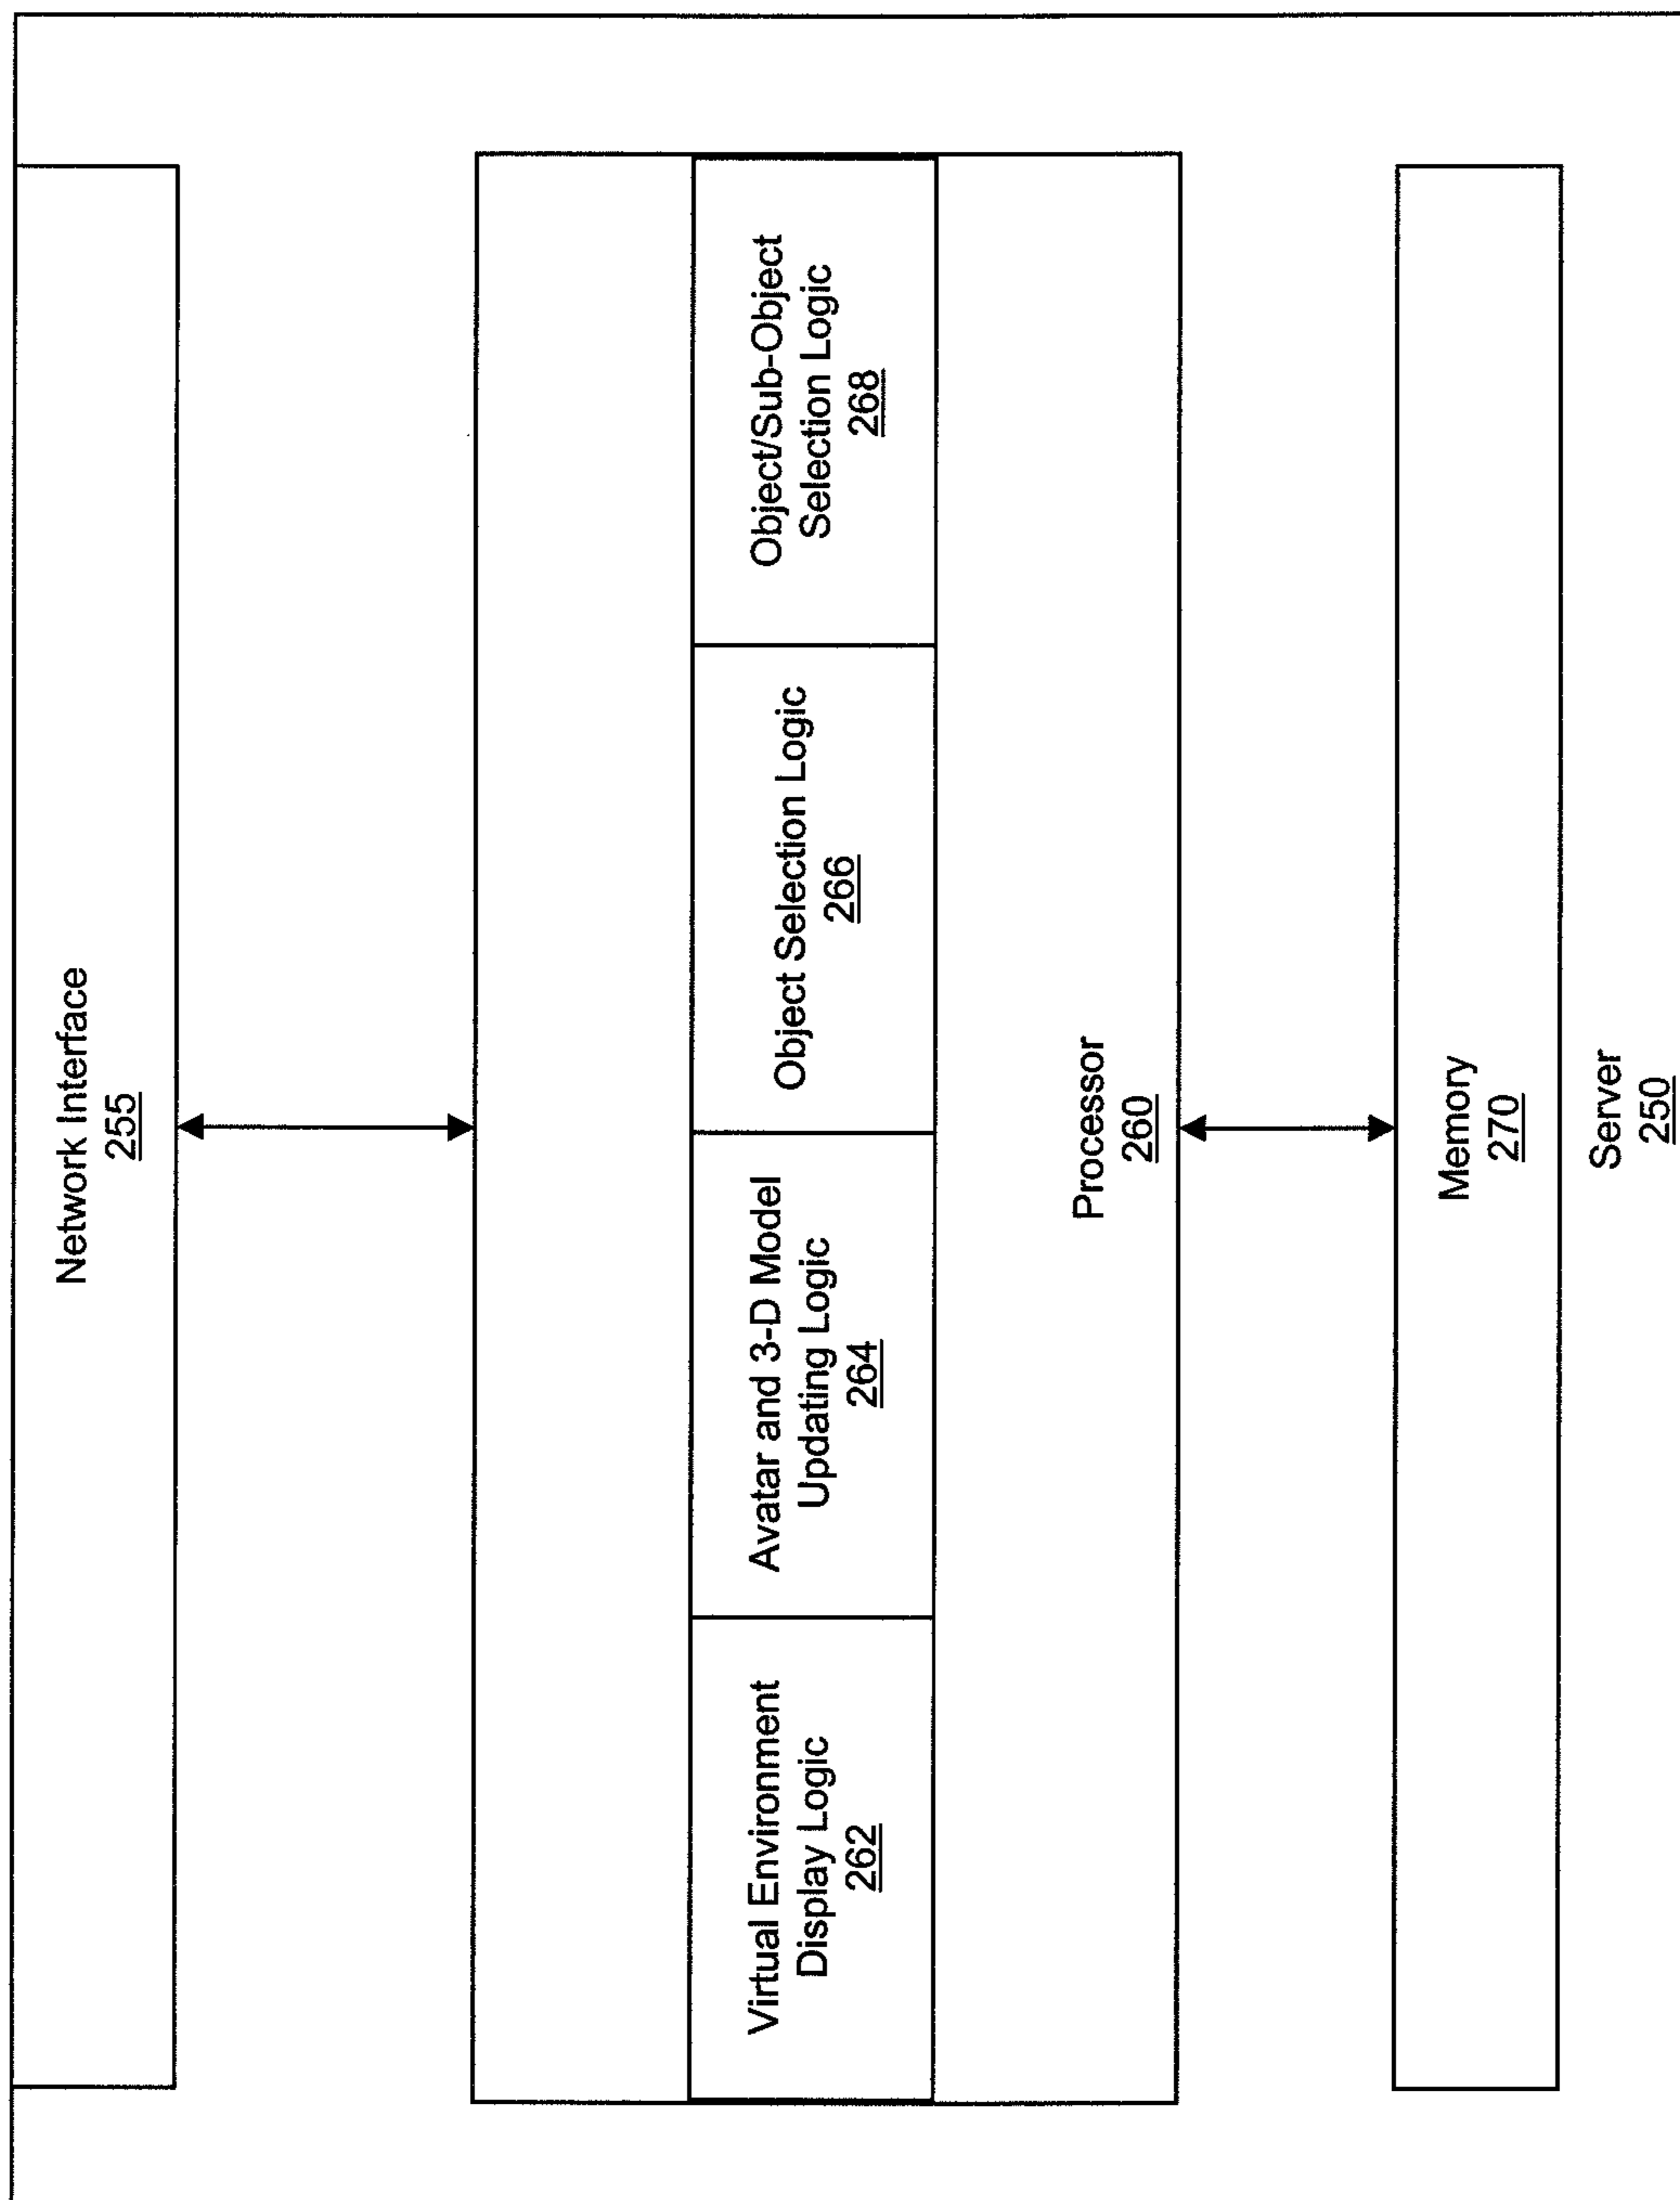 Network Interface
255
Virtual Environment
Display Logic
262
Avatar and 3-D Model
Updating Logic
264
Object Selection Logic
266
Object/Sub-Object
Selection Logic
268
Processor
260
Memory
270
Server
250